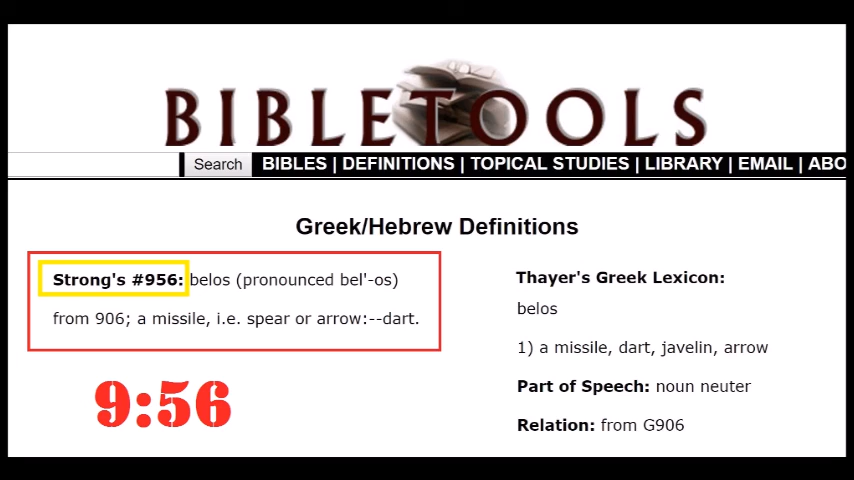 BIBLETOOLS
Search BIBLES | DEFINITIONS | TOPICAL STUDIES | LIBRARY | EMAIL | ABO
Greek/Hebrew Definitions
Strong's #956: belos (pronounced bel'-os)
from 906; a missile, i.e. spear or arrow:--dart.
9:56
Thayer's Greek Lexicon:
belos
1) a missile, dart, javelin, arrow
Part of Speech: noun neuter
Relation: from G906